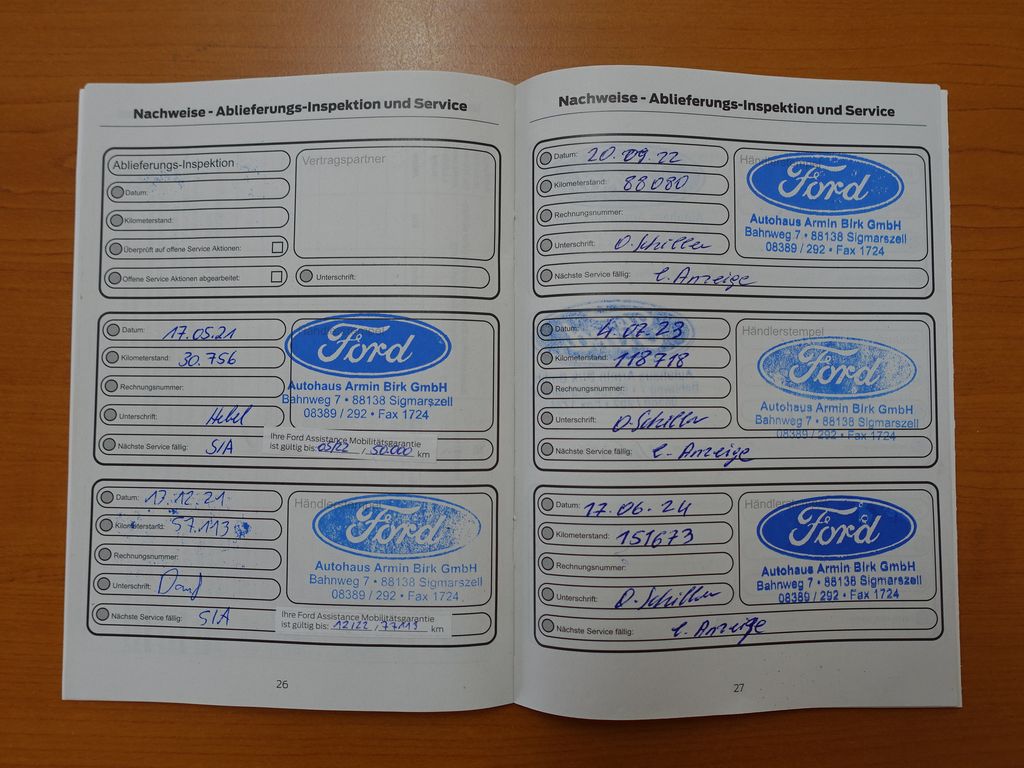 Nachweise - Ablieferungs-Inspektion und Service
Ablieferungs-Inspektion
Vertragspartner
Datum:
Kilometerstand:
Überprüft auf offene Service Aktionen:
Offene Service Aktionen abgearbeitet:
Unterschrift:
Datum: 17.05.21
Kilometerstand: 30.756
Rechnungsnummer:
Unterschrift: Hebel
Nächste Service fällig: S/A
Ford
Autohaus Armin Birk GmbH
Bahnweg 7 • 88138 Sigmarszell
08389 / 292 • Fax 1724
Ihre Ford Assistance Mobilitätsgarantie
ist gültig bis: 05/22 / 50.000 km
Datum: 17.12.21
Kilometerstand: 57.113
Rechnungsnummer:
Unterschrift:
Nächste Service fällig: S/A
Händlerstempel
Ford
Autohaus Armin Birk GmbH
Bahnweg 7 • 88138 Sigmarszell
08389 / 292 • Fax 1724
Ihre Ford Assistance Mobilitätsgarantie
ist gültig bis: 12/22 / 77113 km
26
Nachweise - Ablieferungs-Inspektion und Service
Datum: 20.09.22
Kilometerstand: 88080
Rechnungsnummer:
Unterschrift: D. Schiller
Nächste Service fällig: l. Anzeige
Händlerstempel
Ford
Autohaus Armin Birk GmbH
Bahnweg 7 • 88138 Sigmarszell
08389 / 292 • Fax 1724
Datum: 4.07.23
Kilometerstand: 118718
Rechnungsnummer:
Unterschrift: D. Schiller
Nächste Service fällig: l. Anzeige
Händlerstempel
Ford
Autohaus Armin Birk GmbH
Bahnweg 7 • 88138 Sigmarszell
08389 / 292 • Fax 1724
Datum: 17.06.24
Kilometerstand: 151673
Rechnungsnummer:
Unterschrift: D. Schiller
Nächste Service fällig: l. Anzeige
Händlerstempel
Ford
Autohaus Armin Birk GmbH
Bahnweg 7 • 88138 Sigmarszell
08389 / 292 • Fax 1724
27